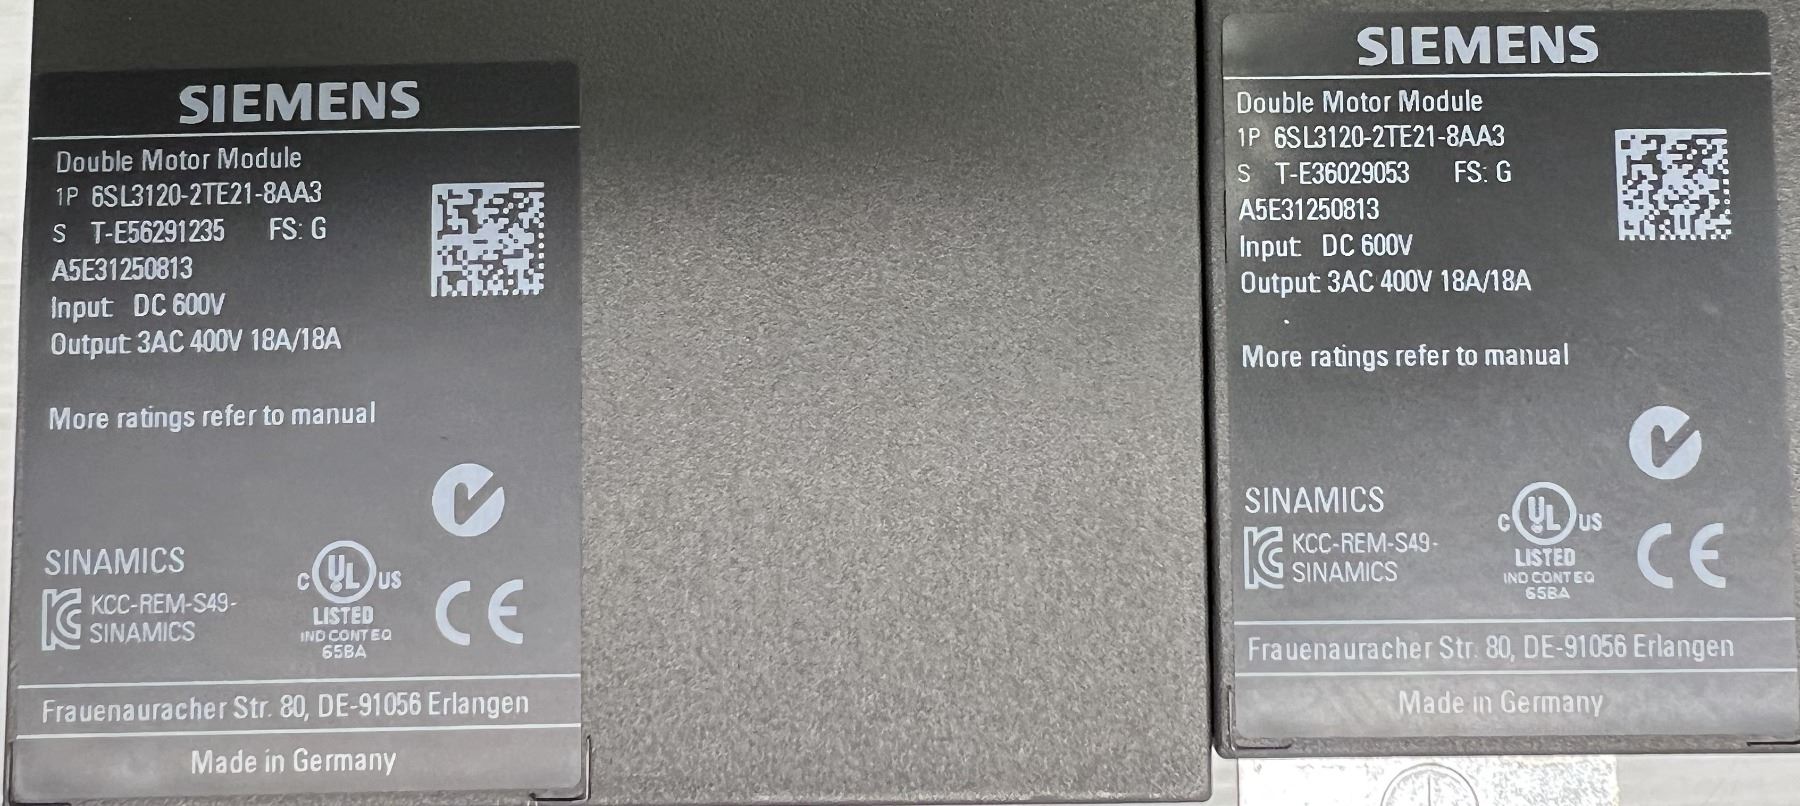 SIEMENS
Double Motor Module
1P 6SL3120-2TE21-8AA3
S T-E56291235 FS: G
A5E31250813
Input: DC 600V
Output: 3AC 400V 18A/18A
More ratings refer to manual
SINAMICS
KCC-REM-S49-
SINAMICS
C UL US
LISTED
IND CONT EQ
65BA
CE
Frauenauracher Str. 80, DE-91056 Erlangen
Made in Germany
SIEMENS
Double Motor Module
1P 6SL3120-2TE21-8AA3
S T-E36029053 FS: G
A5E31250813
Input: DC 600V
Output: 3AC 400V 18A/18A
More ratings refer to manual
SINAMICS
KCC-REM-S49-
SINAMICS
C UL US
LISTED
IND CONT EQ
65BA
CE
Frauenauracher Str. 80, DE-91056 Erlangen
Made in Germany